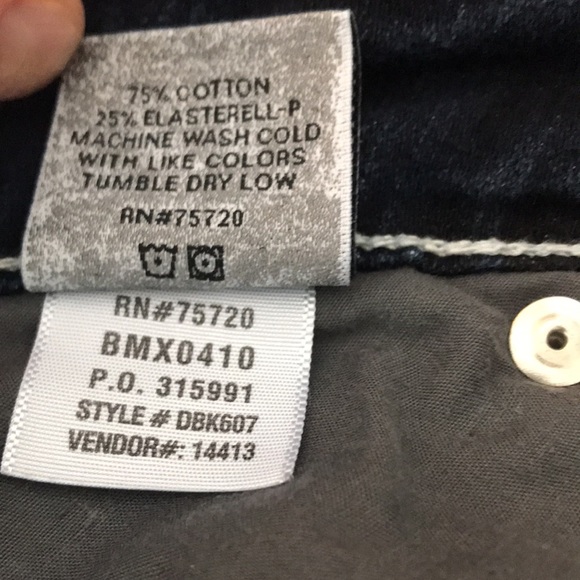 75% COTTON
25% ELASTERELL-P
MACHINE WASH COLD
WITH LIKE COLORS
TUMBLE DRY LOW
RN#75720
RN#75720
BMX0410
P.O. 315991
STYLE # DBK607
VENDOR#: 14413